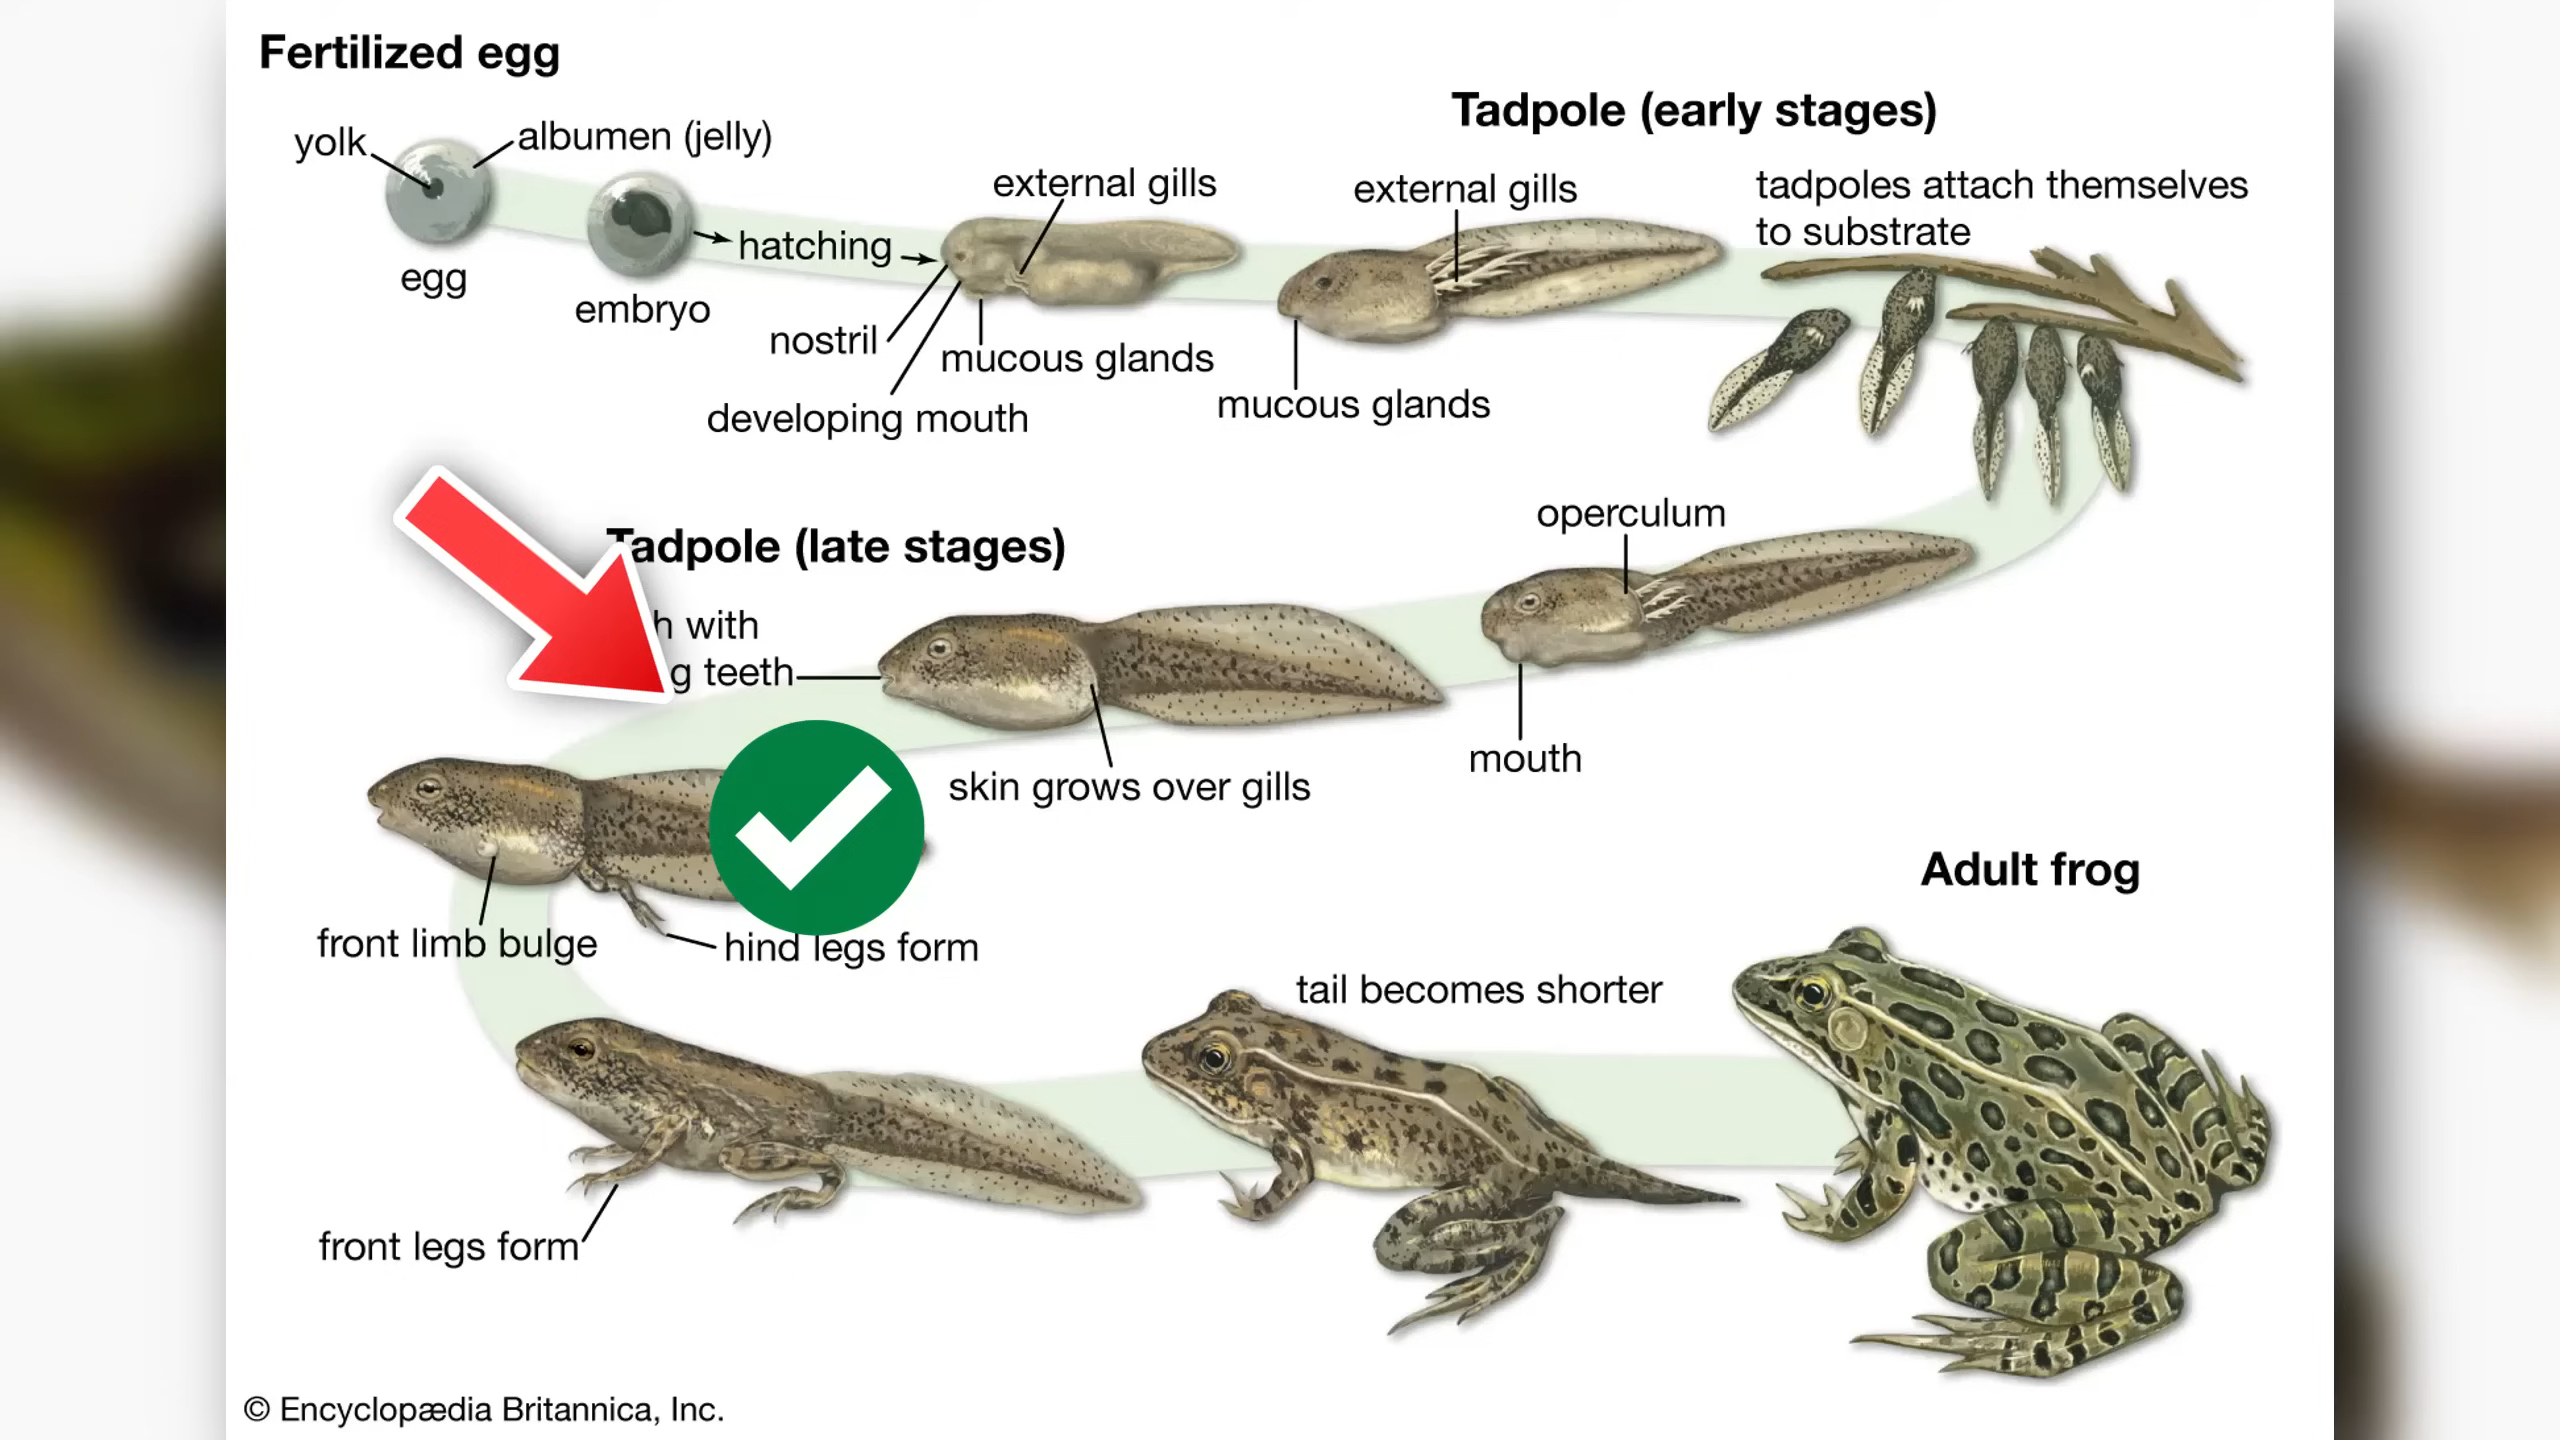 Fertilized egg
yolk
albumen (jelly)
egg
embryo
hatching
nostril
developing mouth
external gills
mucous glands
Tadpole (early stages)
external gills
mucous glands
tadpoles attach themselves
to substrate
operculum
mouth
Tadpole (late stages)
with
teeth
skin grows over gills
front limb bulge
hind legs form
front legs form
tail becomes shorter
Adult frog
© Encyclopædia Britannica, Inc.